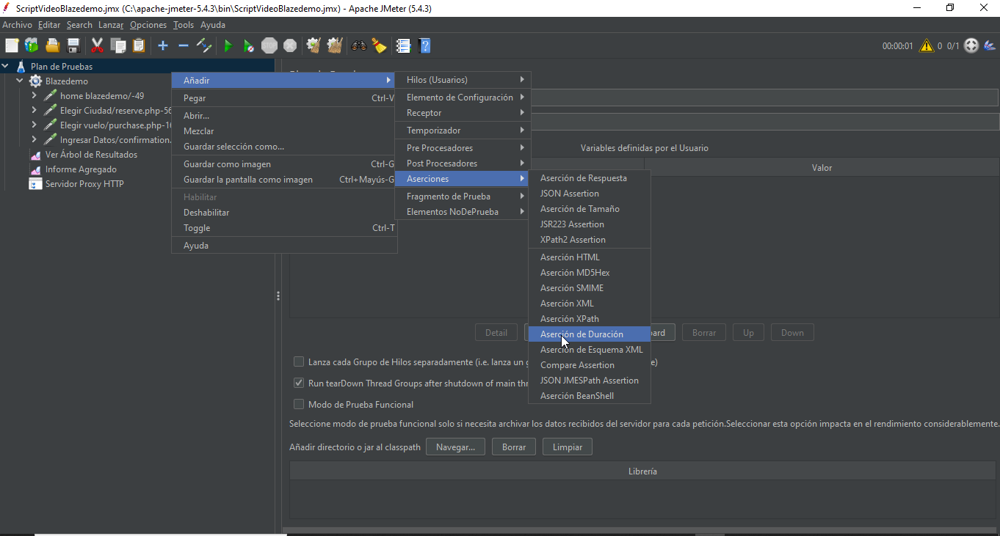 ScriptVideoBlazedemo.jmx (C:\apache-jmeter-5.4.3\bin\ScriptVideoBlazedemo.jmx) - Apache JMeter (5.4.3)
Archivo Editar Search Lanzar Opciones Tools Ayuda
STOP 00:00:01 0 0/1
Plan de Pruebas
Blazedemo
home blazedemo/-49
Elegir Ciudad/reserve.php-56
Elegir vuelo/purchase.php-1
Ingresar Datos/confirmation.
Ver Árbol de Resultados
Informe Agregado
Servidor Proxy HTTP
Añadir
Pegar Ctrl-V
Abrir...
Mezclar
Guardar selección como...
Guardar como imagen Ctrl-G
Guardar la pantalla como imagen Ctrl+Mayús-G
Habilitar
Deshabilitar
Toggle Ctrl-T
Ayuda
Hilos (Usuarios)
Elemento de Configuración
Receptor
Temporizador
Pre Procesadores
Post Procesadores
Aserciones
Fragmento de Prueba
Elementos NoDePrueba
Aserción de Respuesta
JSON Assertion
Aserción de Tamaño
JSR223 Assertion
XPath2 Assertion
Aserción HTML
Aserción MD5Hex
Aserción SMIME
Aserción XML
Aserción XPath
Aserción de Duración
Aserción de Esquema XML
Compare Assertion
JSON JMESPath Assertion
Aserción BeanShell
Variables definidas por el Usuario
Valor
Detail ard Borrar Up Down
Lanza cada Grupo de Hilos separadamente (i.e. lanza un g e)
Run tearDown Thread Groups after shutdown of main thr
Modo de Prueba Funcional
Seleccione modo de prueba funcional solo si necesita archivar los datos recibidos del servidor para cada petición.Seleccionar esta opción impacta en el rendimiento considerablemente.
Añadir directorio o jar al classpath Navegar... Borrar Limpiar
Librería